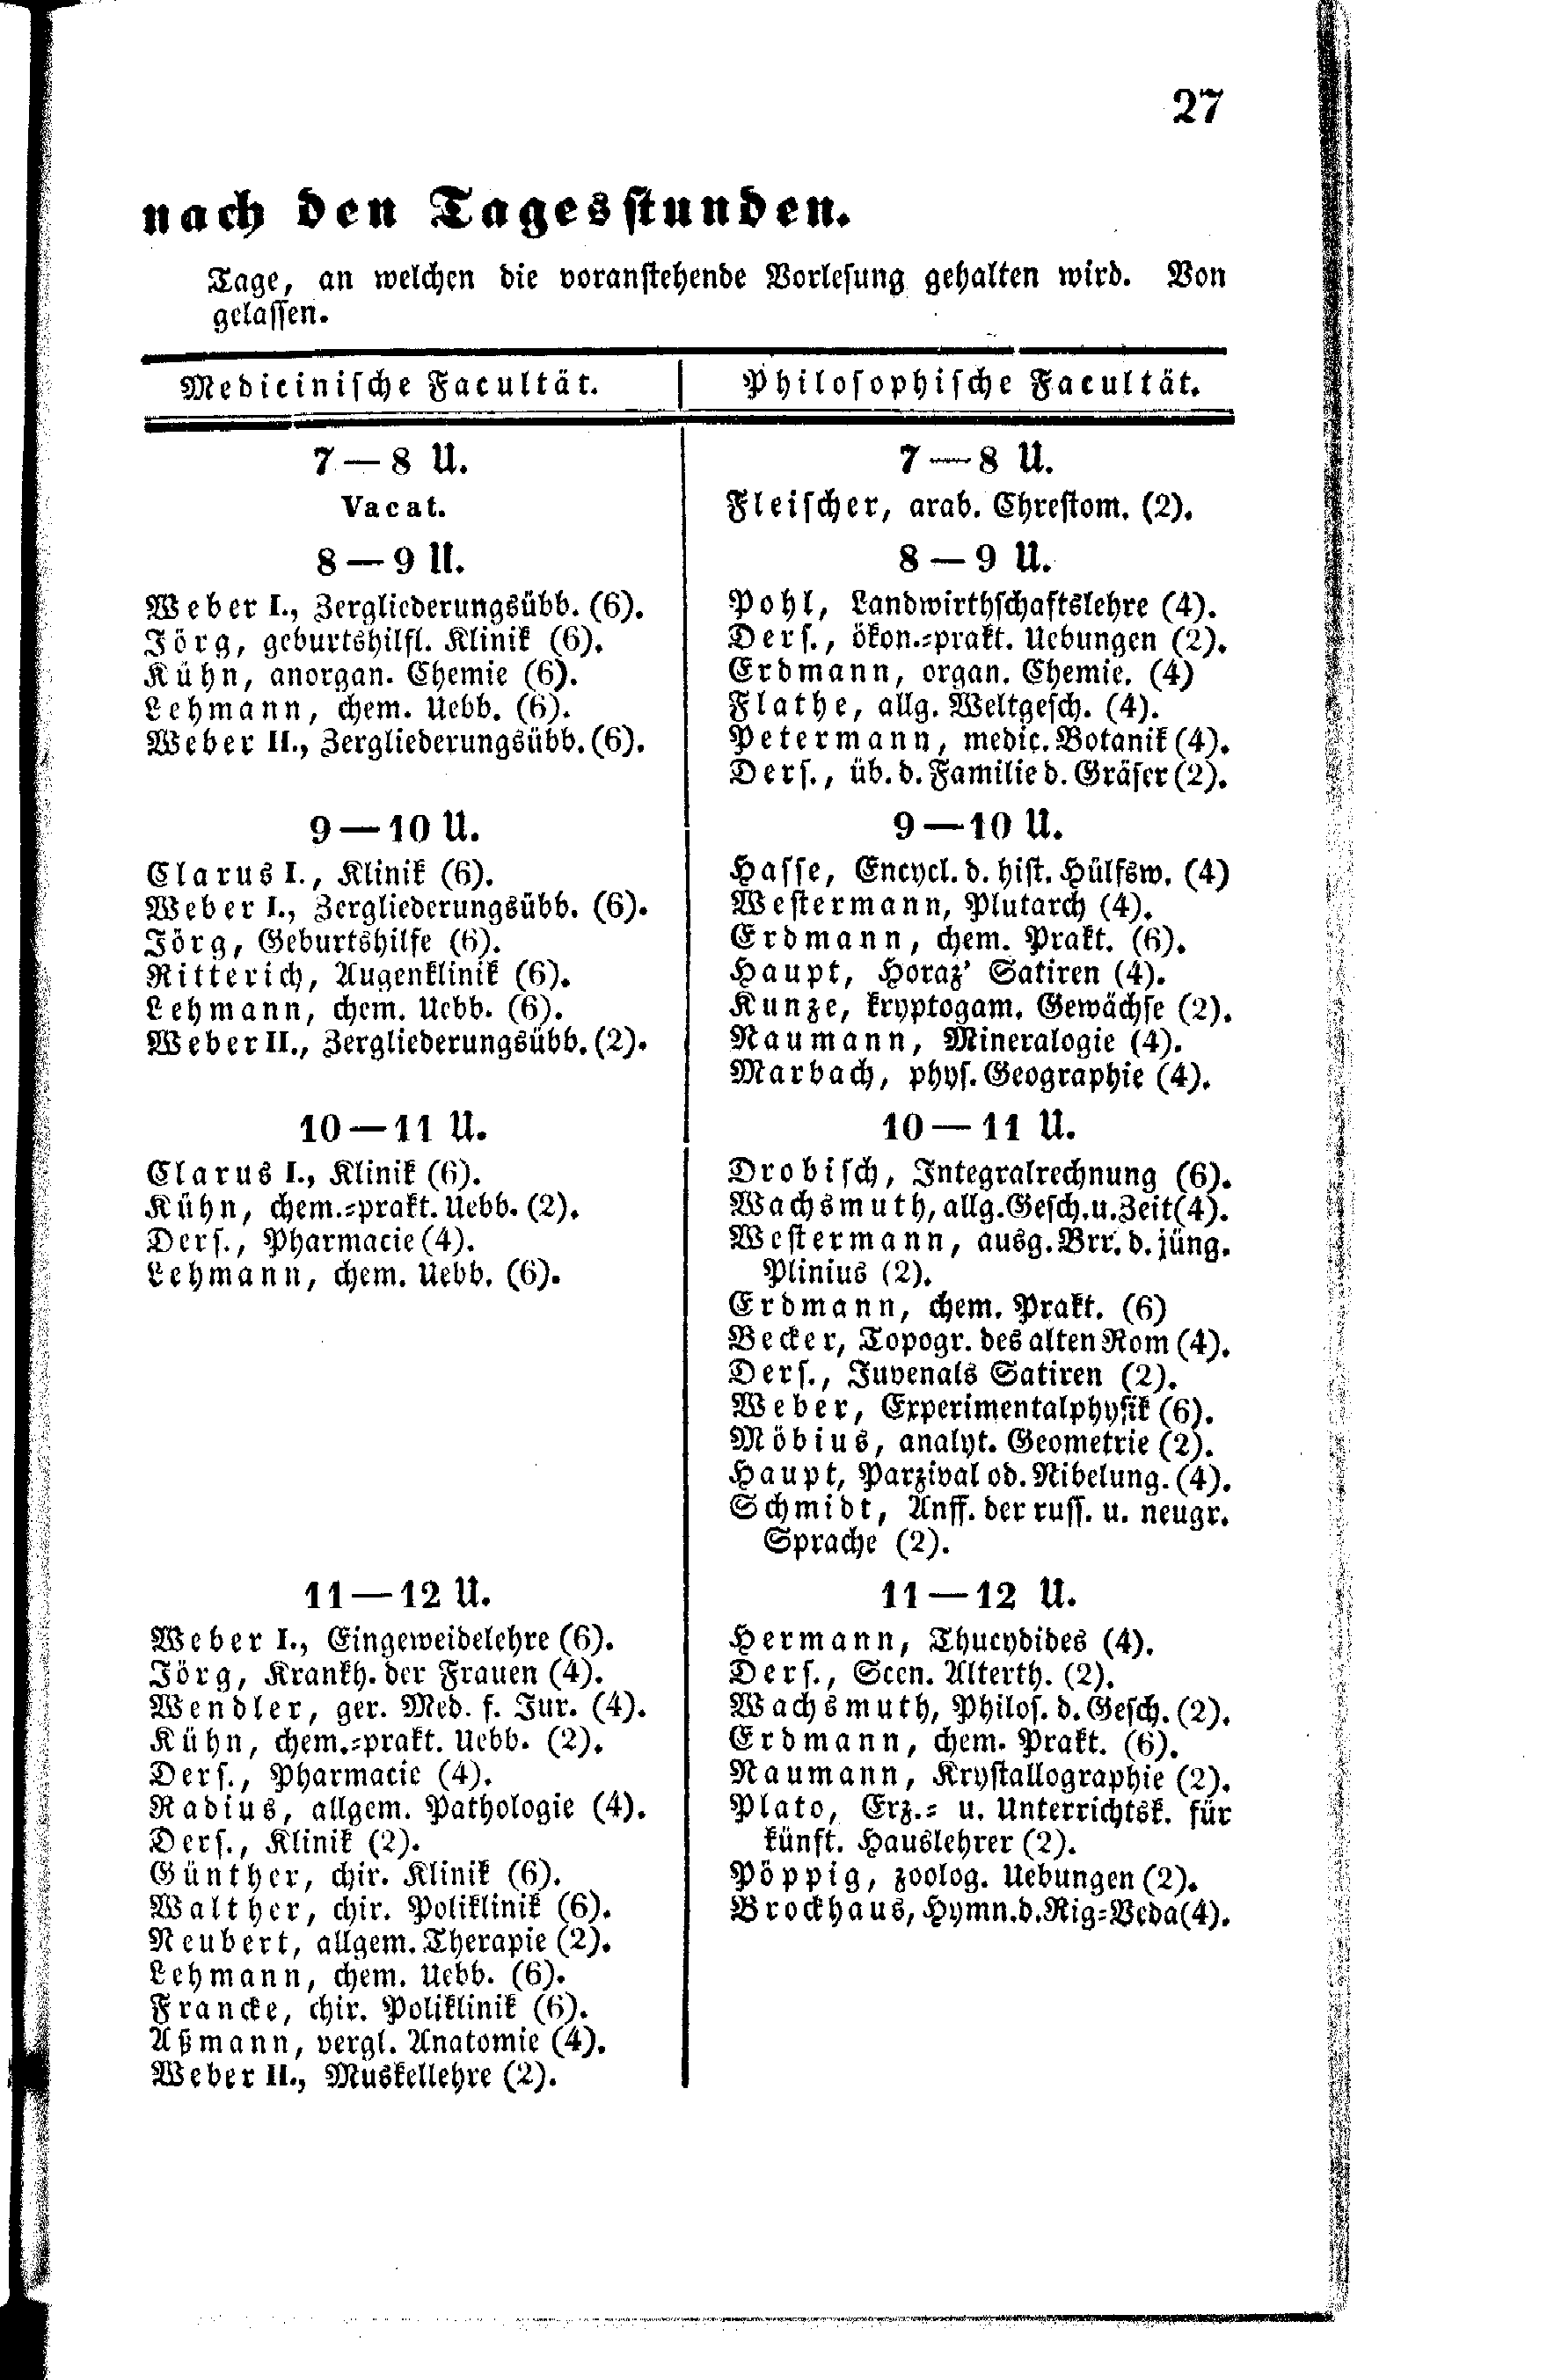 27
nach den Tagesstunden.
Tage, an welchen die voranstehende Vorlesung gehalten wird. Von
gelassen.
Medicinische Facultät.
7 — 8 U.
Vacat.
8 — 9 U.
Weber I., Zergliederungsübb. (6).
Jörg, geburtshilfl. Klinik (6).
Kühn, anorgan. Chemie (6).
Lehmann, chem. Uebb. (6).
Weber II., Zergliederungsübb. (6).
9 — 10 U.
Clarus I., Klinik (6).
Weber I., Zergliederungsübb. (6).
Jörg, Geburtshilfe (6).
Ritterich, Augenklinik (6).
Lehmann, chem. Uebb. (6).
Weber II., Zergliederungsübb. (2).
10 — 11 U.
Clarus I., Klinik (6).
Kühn, chem.-prakt. Uebb. (2).
Ders., Pharmacie (4).
Lehmann, chem. Uebb. (6).
11 — 12 U.
Weber I., Eingeweidelehre (6).
Jörg, Krankh. der Frauen (4).
Wendler, ger. Med. f. Jur. (4).
Kühn, chem.-prakt. Uebb. (2).
Ders., Pharmacie (4).
Radius, allgem. Pathologie (4).
Ders., Klinik (2).
Günther, chir. Klinik (6).
Walther, chir. Poliklinik (6).
Neubert, allgem. Therapie (2).
Lehmann, chem. Uebb. (6).
Francke, chir. Poliklinik (6).
Aßmann, vergl. Anatomie (4).
Weber II., Muskellehre (2).
Philosophische Facultät.
7 — 8 U.
Fleischer, arab. Chrestom. (2).
8 — 9 U.
Pohl, Landwirthschaftslehre (4).
Ders., ökon.-prakt. Uebungen (2).
Erdmann, organ. Chemie. (4)
Flathe, allg. Weltgesch. (4).
Petermann, medic. Botanik (4).
Ders., üb. d. Familie d. Gräser (2).
9 — 10 U.
Hasse, Encycl. d. hist. Hülfsw. (4)
Westermann, Plutarch (4).
Erdmann, chem. Prakt. (6).
Haupt, Horaz' Satiren (4).
Kunze, kryptogam. Gewächse (2).
Naumann, Mineralogie (4).
Marbach, phys. Geographie (4).
10 — 11 U.
Drobisch, Integralrechnung (6).
Wachsmuth, allg. Gesch. u. Zeit (4).
Westermann, ausg. Brr. d. jüng.
Plinius (2).
Erdmann, chem. Prakt. (6)
Becker, Topogr. des alten Rom (4).
Ders., Juvenals Satiren (2).
Weber, Experimentalphysik (6).
Möbius, analyt. Geometrie (2).
Haupt, Parzival od. Nibelung. (4).
Schmidt, Anff. der russ. u. neugr.
Sprache (2).
11 — 12 U.
Hermann, Thucydides (4).
Ders., Scen. Alterth. (2).
Wachsmuth, Philos. d. Gesch. (2).
Erdmann, chem. Prakt. (6).
Naumann, Krystallographie (2).
Plato, Erz.- u. Unterrichtsk. für
künft. Hauslehrer (2).
Pöppig, zoolog. Uebungen (2).
Brockhaus, Hymn. d. Rig-Veda (4).